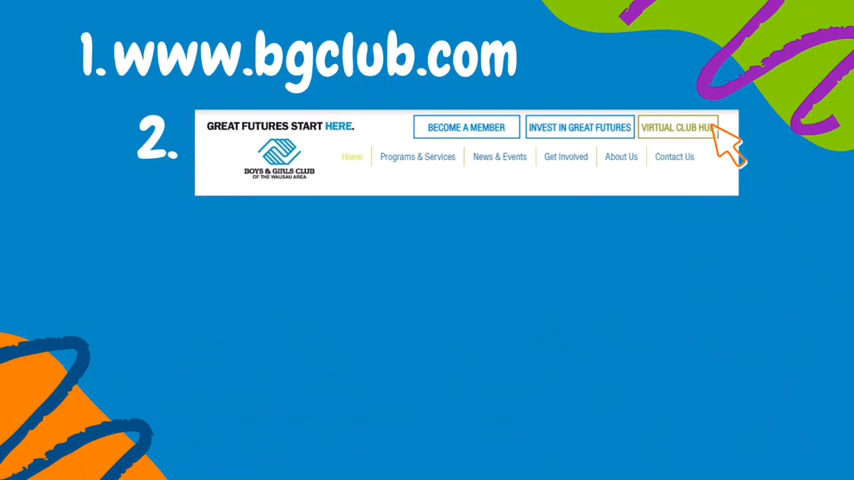 1. www.bgclub.com
2.
GREAT FUTURES START HERE.
BECOME A MEMBER
INVEST IN GREAT FUTURES
VIRTUAL CLUB HUB
BOYS & GIRLS CLUB
OF THE WAUSAU AREA
Home
Programs & Services
News & Events
Get Involved
About Us
Contact Us